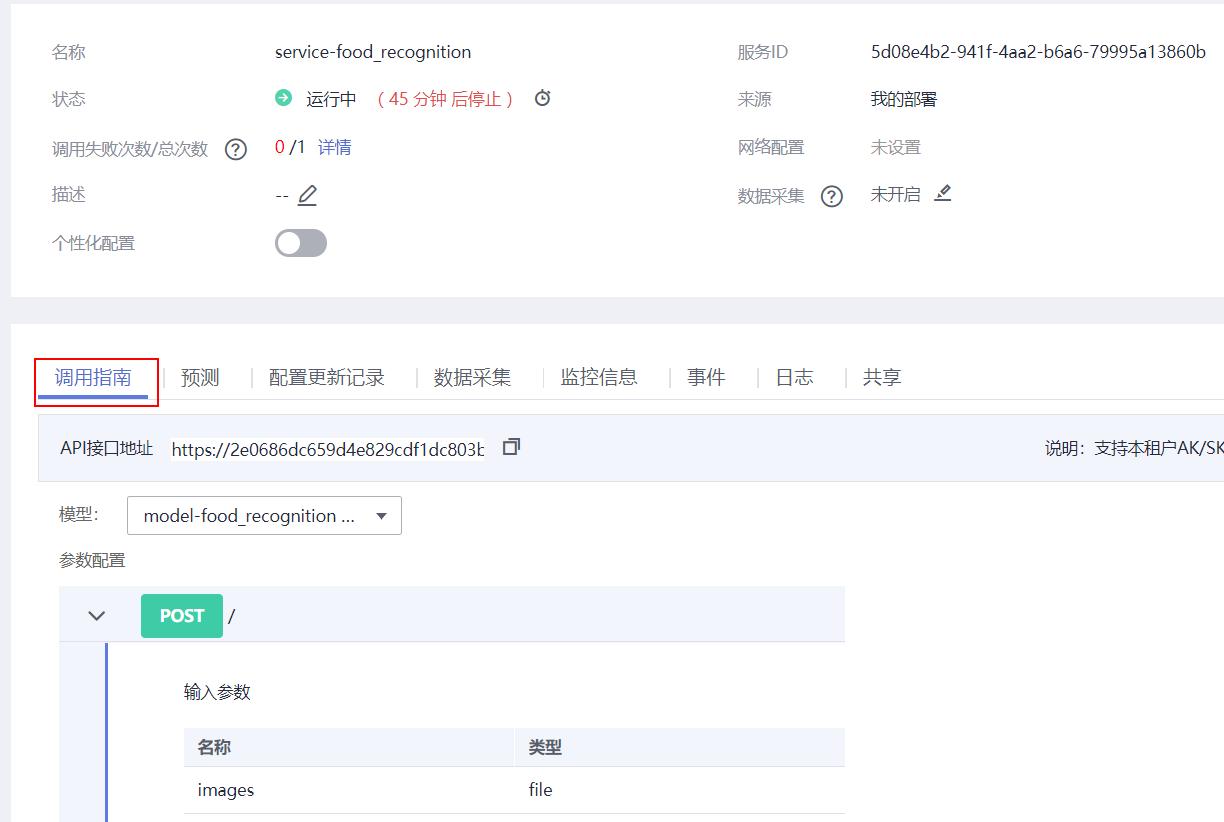 名称 service-food_recognition 服务ID 5d08e4b2-941f-4aa2-b6a6-79995a13860b
状态 运行中 （45 分钟 后停止） 来源 我的部署
调用失败次数/总次数 ? 0 /1 详情 网络配置 未设置
描述 -- 数据采集 ? 未开启
个性化配置
调用指南 预测 配置更新记录 数据采集 监控信息 事件 日志 共享
API接口地址 https://2e0686dc659d4e829cdf1dc803b 说明：支持本租户AK/SK
模型： model-food_recognition ...
参数配置
POST /
输入参数
名称 类型
images file